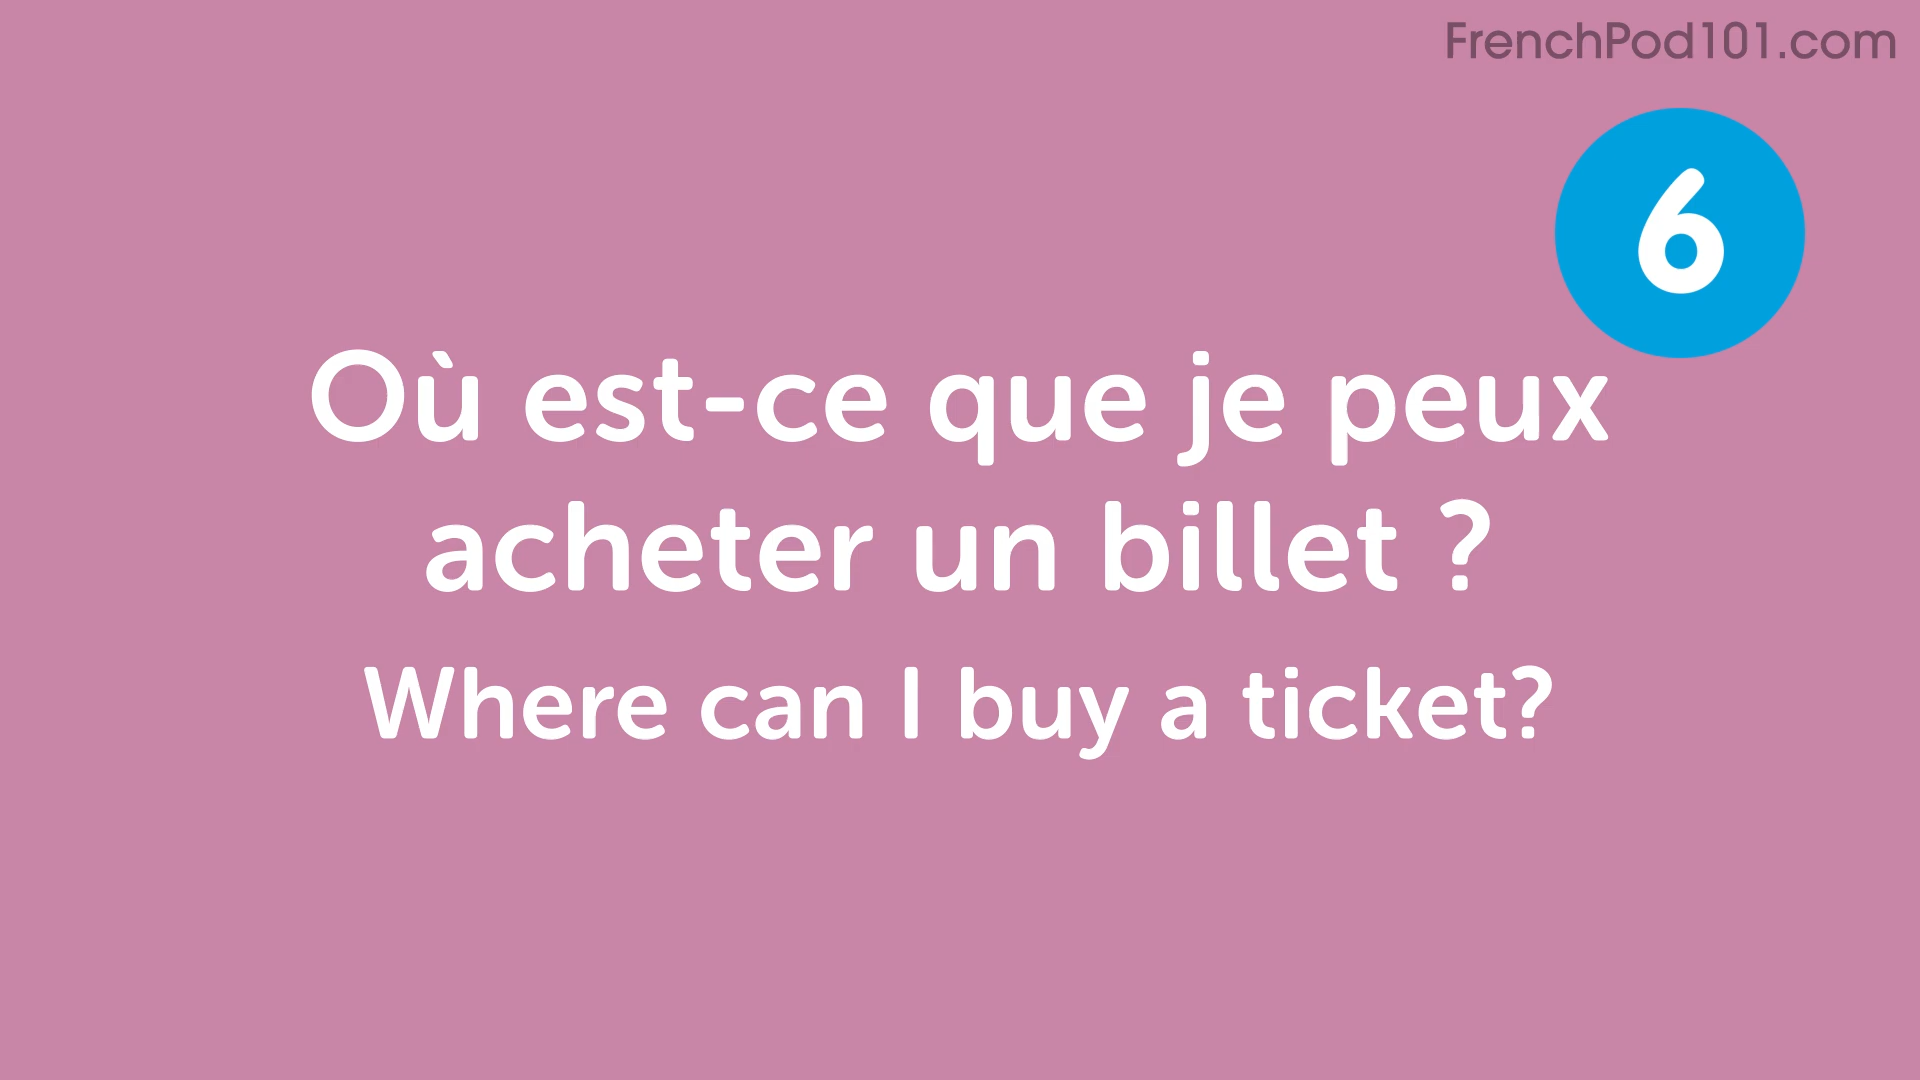 FrenchPod101.com
6
Où est-ce que je peux
acheter un billet ?
Where can I buy a ticket?